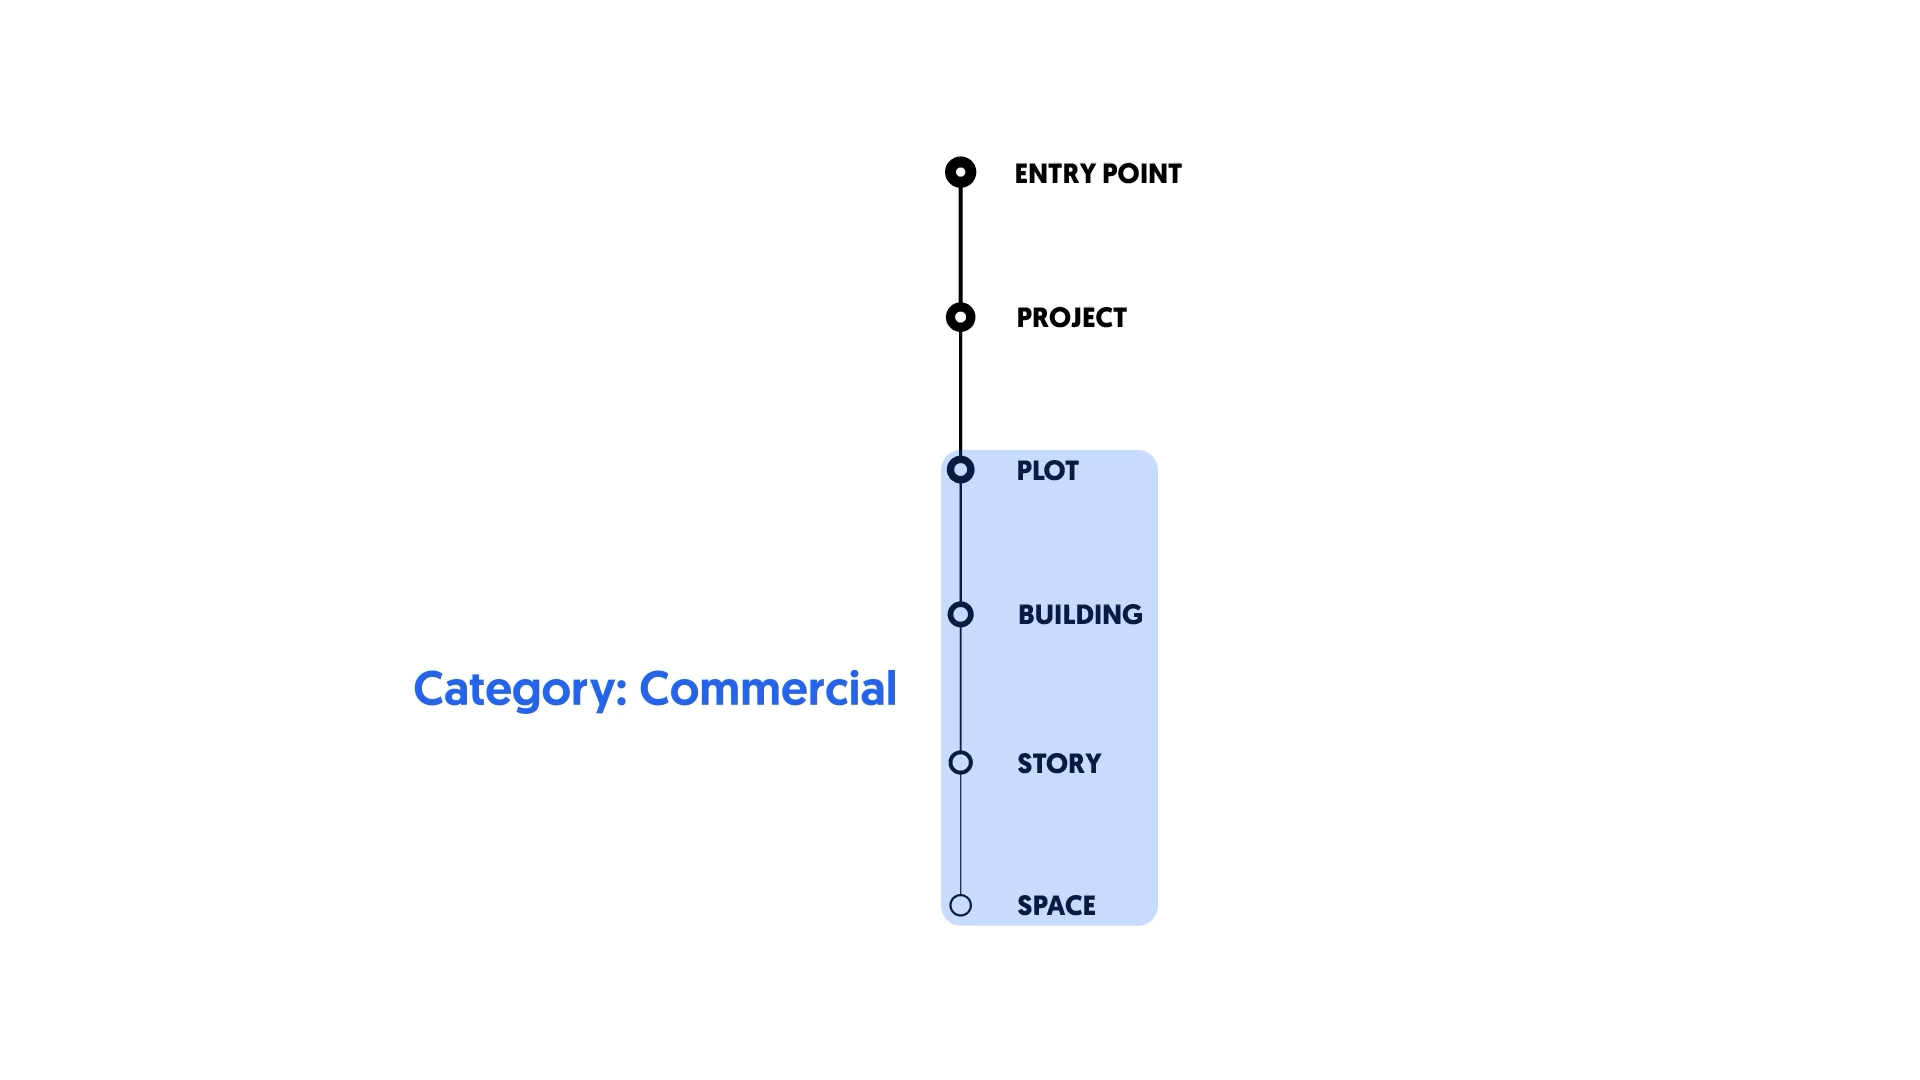 ENTRY POINT
PROJECT
PLOT
BUILDING
Category: Commercial
STORY
SPACE